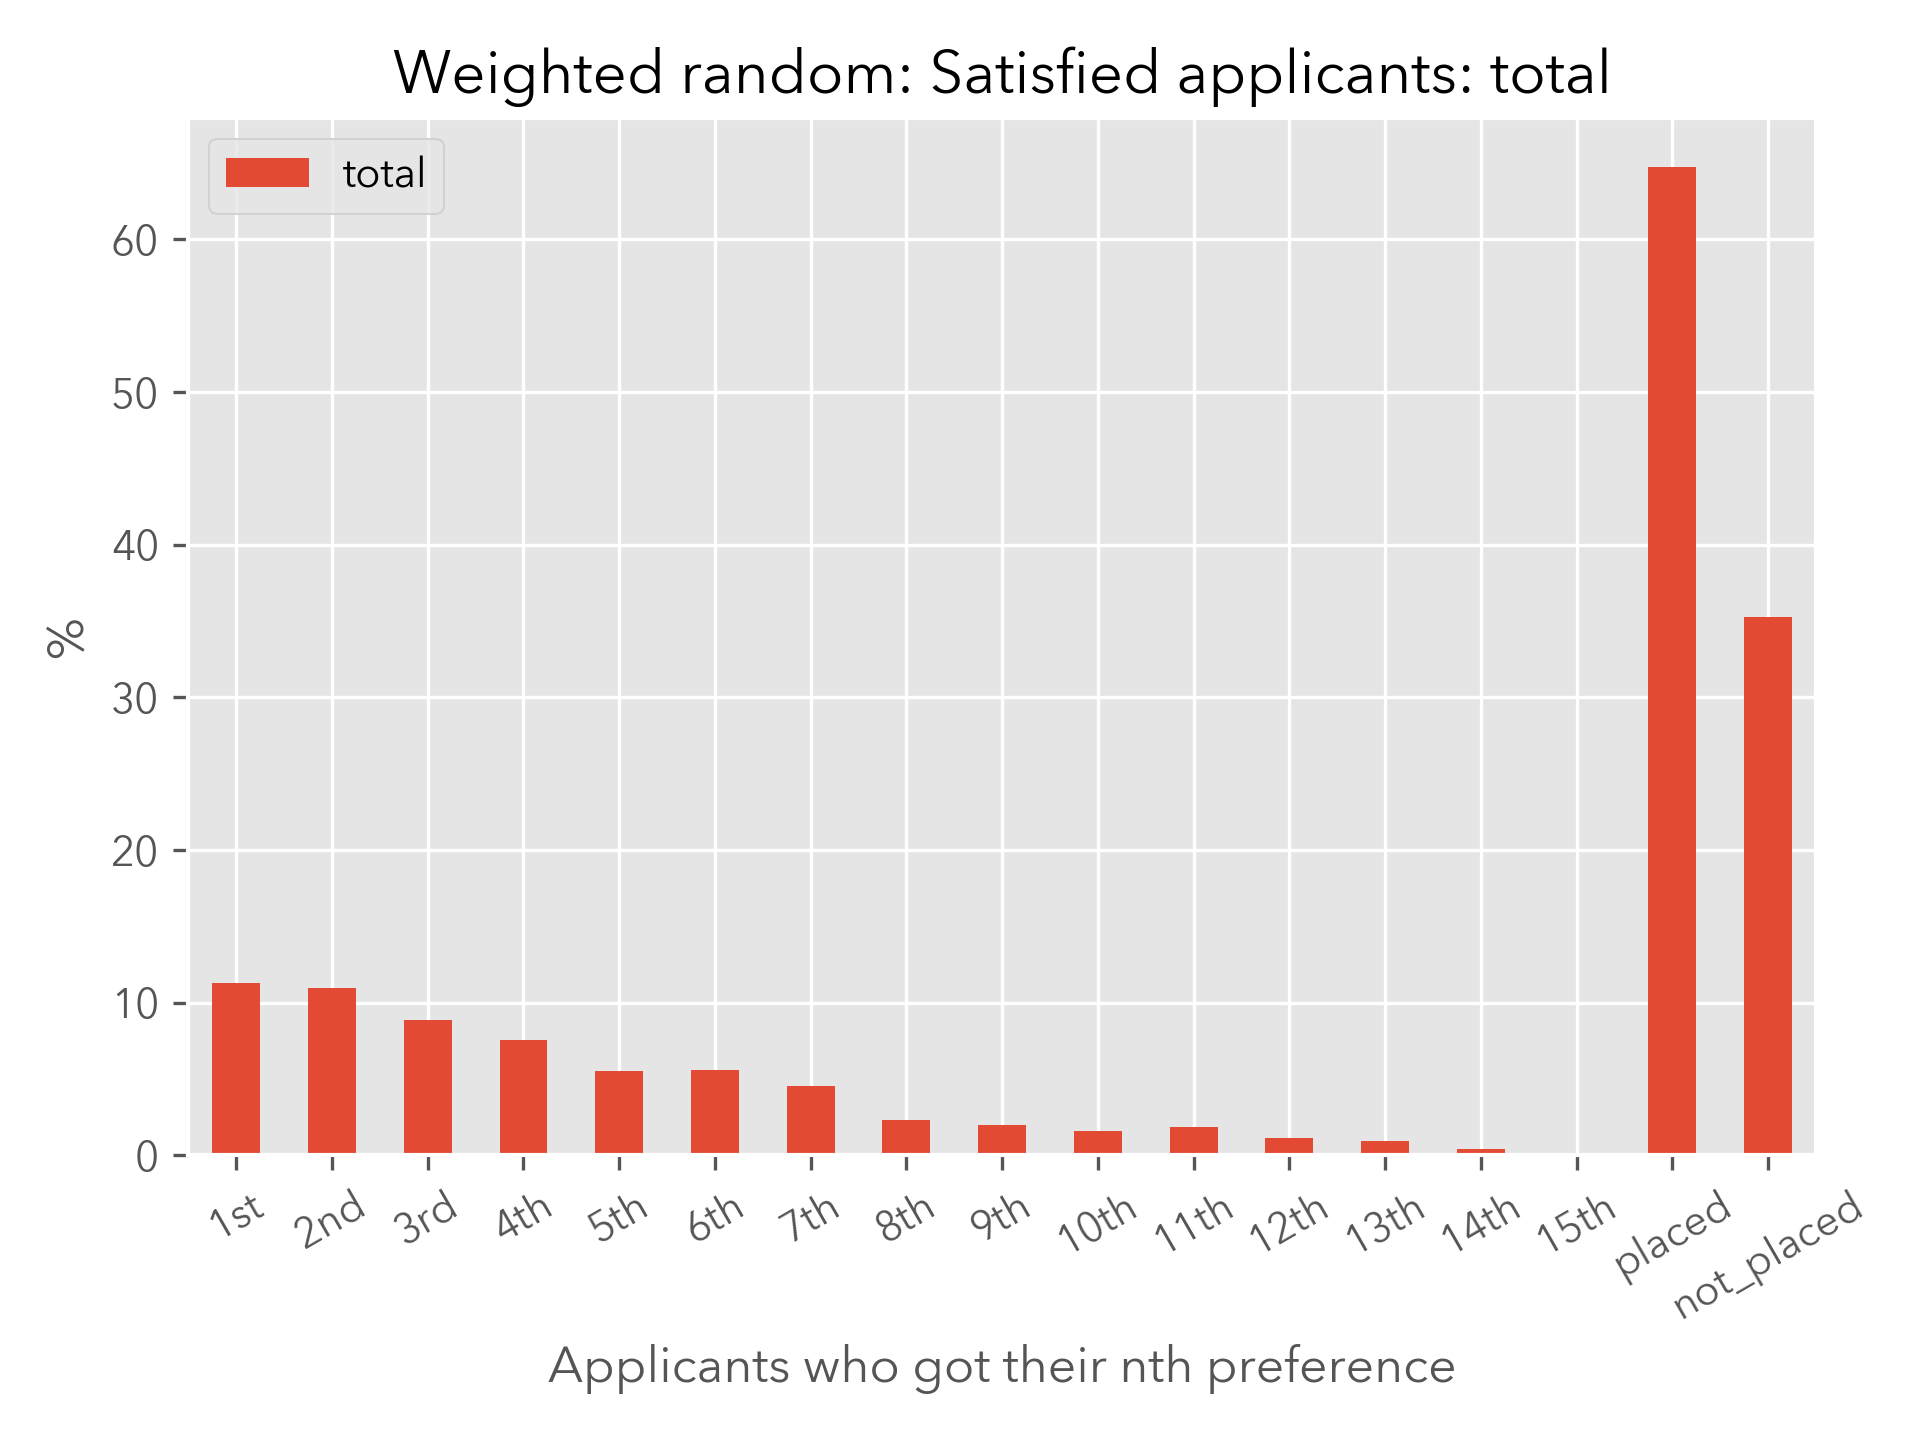 Weighted random: Satisfied applicants: total
total
60
50
40
30
20
10
0
%
1st
2nd
3rd
4th
5th
6th
7th
8th
9th
10th
11th
12th
13th
14th
15th
placed
not_placed
Applicants who got their nth preference